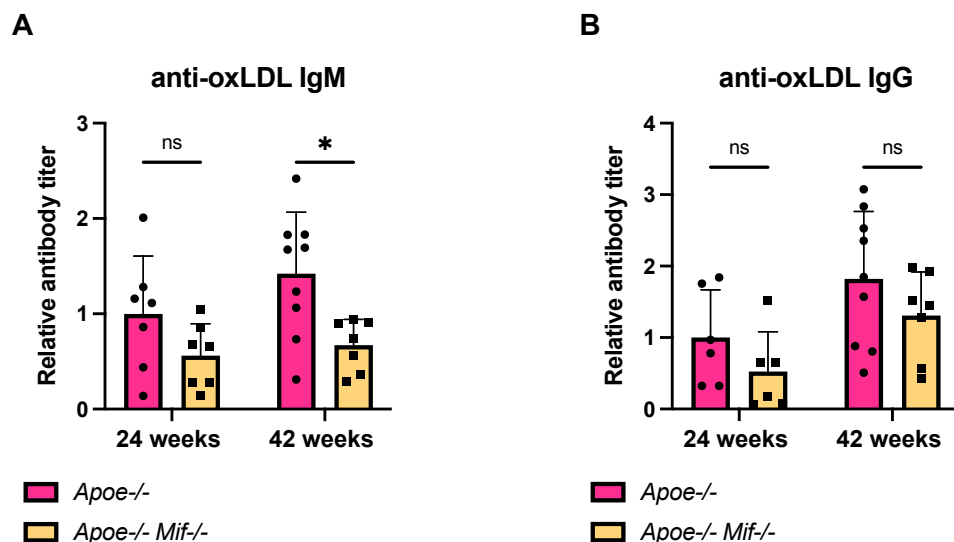 A
anti-oxLDL IgM
Relative antibody titer
3
2
1
0
ns
*
24 weeks
42 weeks
Apoe-/-
Apoe-/- Mif-/-
B
anti-oxLDL IgG
Relative antibody titer
4
3
2
1
0
ns
ns
24 weeks
42 weeks
Apoe-/-
Apoe-/- Mif-/-